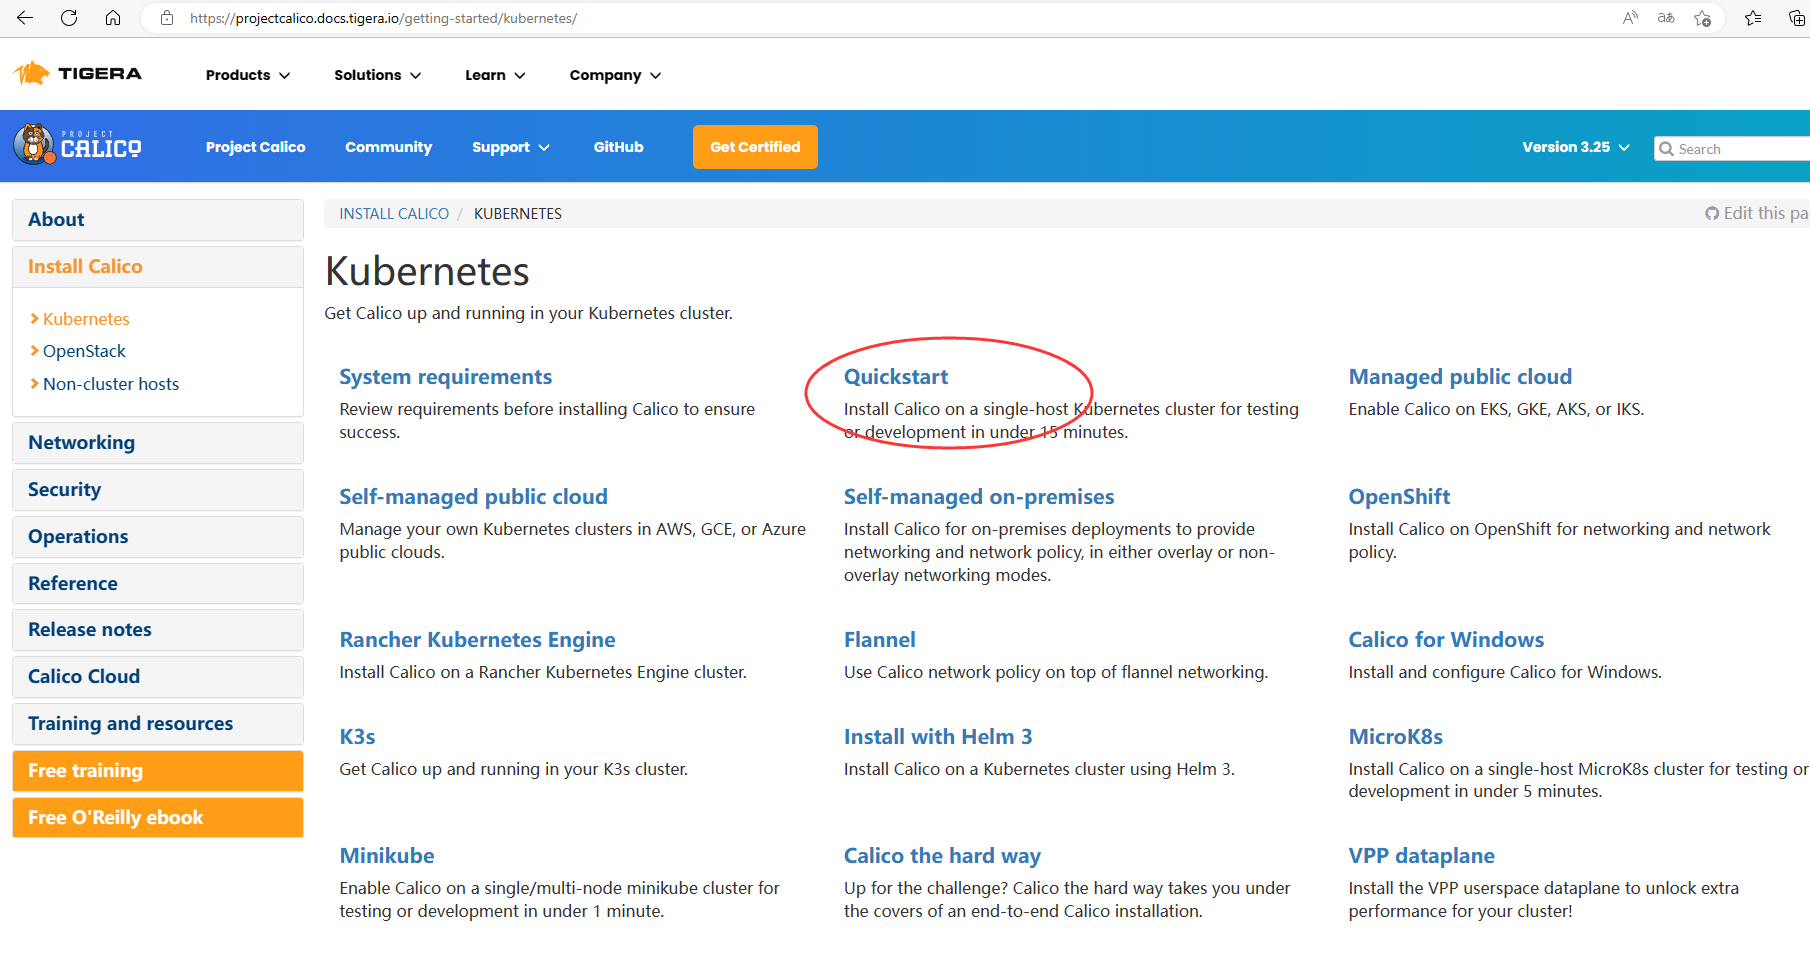 https://projectcalico.docs.tigera.io/getting-started/kubernetes/
TIGERA
Products
Solutions
Learn
Company
PROJECT
CALICO
Project Calico
Community
Support
GitHub
Get Certified
Version 3.25
Search
About
Install Calico
Kubernetes
OpenStack
Non-cluster hosts
Networking
Security
Operations
Reference
Release notes
Calico Cloud
Training and resources
Free training
Free O'Reilly ebook
INSTALL CALICO / KUBERNETES
Edit this pa
Kubernetes
Get Calico up and running in your Kubernetes cluster.
System requirements
Review requirements before installing Calico to ensure
success.
Quickstart
Install Calico on a single-host Kubernetes cluster for testing
or development in under 15 minutes.
Managed public cloud
Enable Calico on EKS, GKE, AKS, or IKS.
Self-managed public cloud
Manage your own Kubernetes clusters in AWS, GCE, or Azure
public clouds.
Self-managed on-premises
Install Calico for on-premises deployments to provide
networking and network policy, in either overlay or non-
overlay networking modes.
OpenShift
Install Calico on OpenShift for networking and network
policy.
Rancher Kubernetes Engine
Install Calico on a Rancher Kubernetes Engine cluster.
Flannel
Use Calico network policy on top of flannel networking.
Calico for Windows
Install and configure Calico for Windows.
K3s
Get Calico up and running in your K3s cluster.
Install with Helm 3
Install Calico on a Kubernetes cluster using Helm 3.
MicroK8s
Install Calico on a single-host MicroK8s cluster for testing or
development in under 5 minutes.
Minikube
Enable Calico on a single/multi-node minikube cluster for
testing or development in under 1 minute.
Calico the hard way
Up for the challenge? Calico the hard way takes you under
the covers of an end-to-end Calico installation.
VPP dataplane
Install the VPP userspace dataplane to unlock extra
performance for your cluster!